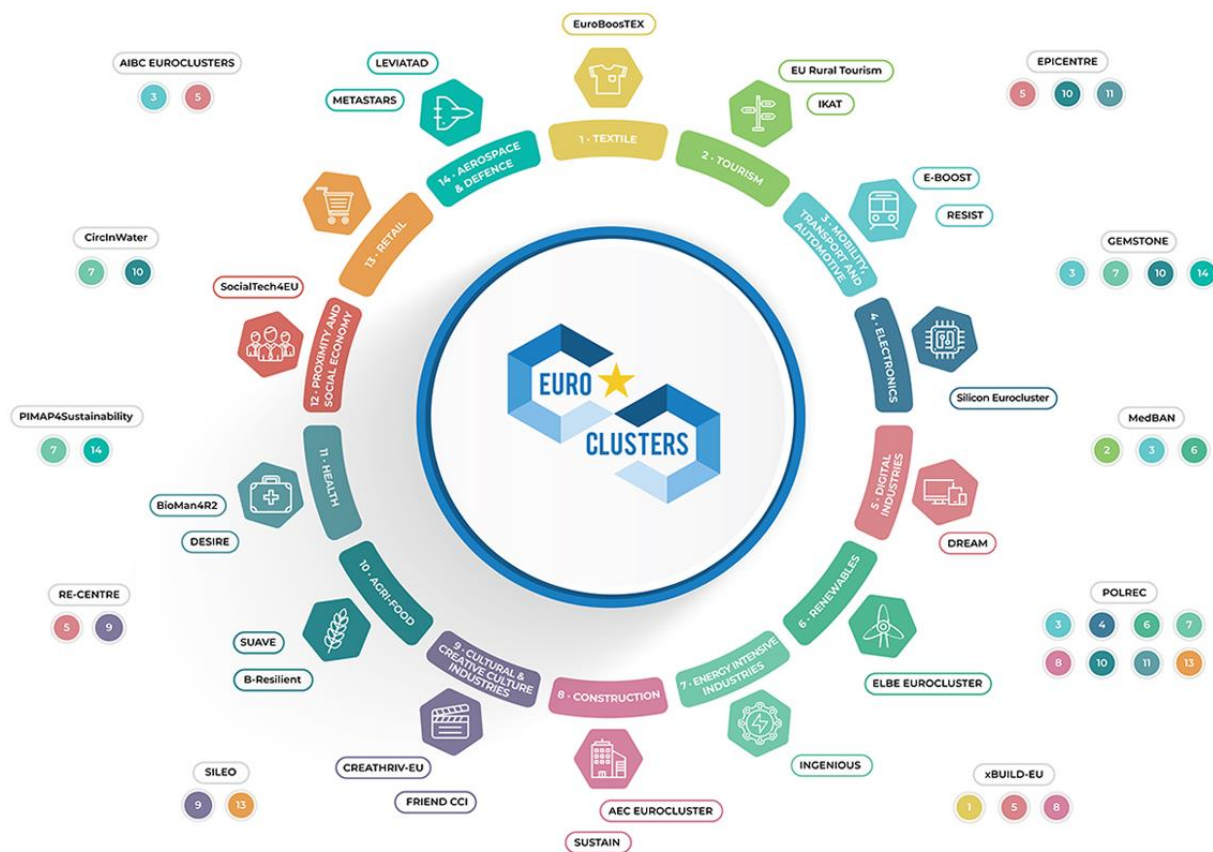 EuroBoosTEX
AIBC EUROCLUSTERS
3 5
LEVIATAD
METASTARS
EU Rural Tourism
IKAT
EPICENTRE
5 10 11
14 • AEROSPACE
& DEFENCE
1 • TEXTILE
2 • TOURISM
E-BOOST
RESIST
3 • MOBILITY,
TRANSPORT AND
AUTOMOTIVE
13 • RETAIL
CircInWater
7 10
GEMSTONE
3 7 10 14
SocialTech4EU
12 • PROXIMITY AND
SOCIAL ECONOMY
4 • ELECTRONICS
Silicon Eurocluster
EURO
CLUSTERS
PIMAP4Sustainability
7 14
MedBAN
2 3 6
11 • HEALTH
BioMan4R2
DESIRE
5 • DIGITAL
INDUSTRIES
DREAM
RE-CENTRE
5 9
10 • AGRI-FOOD
SUAVE
B-Resilient
6 • RENEWABLES
ELBE EUROCLUSTER
POLREC
3 4 6 7
8 10 11 13
9 • CULTURAL &
CREATIVE CULTURE
INDUSTRIES
8 • CONSTRUCTION
7 • ENERGY INTENSIVE
INDUSTRIES
SILEO
9 13
CREATHRIV-EU
FRIEND CCI
AEC EUROCLUSTER
SUSTAIN
INGENIOUS
xBUILD-EU
1 5 8